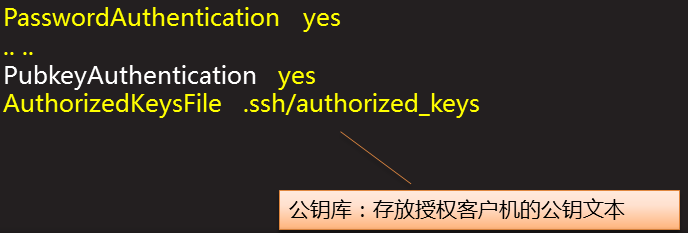 PasswordAuthentication yes
.. ..
PubkeyAuthentication yes
AuthorizedKeysFile .ssh/authorized_keys
公钥库：存放授权客户机的公钥文本